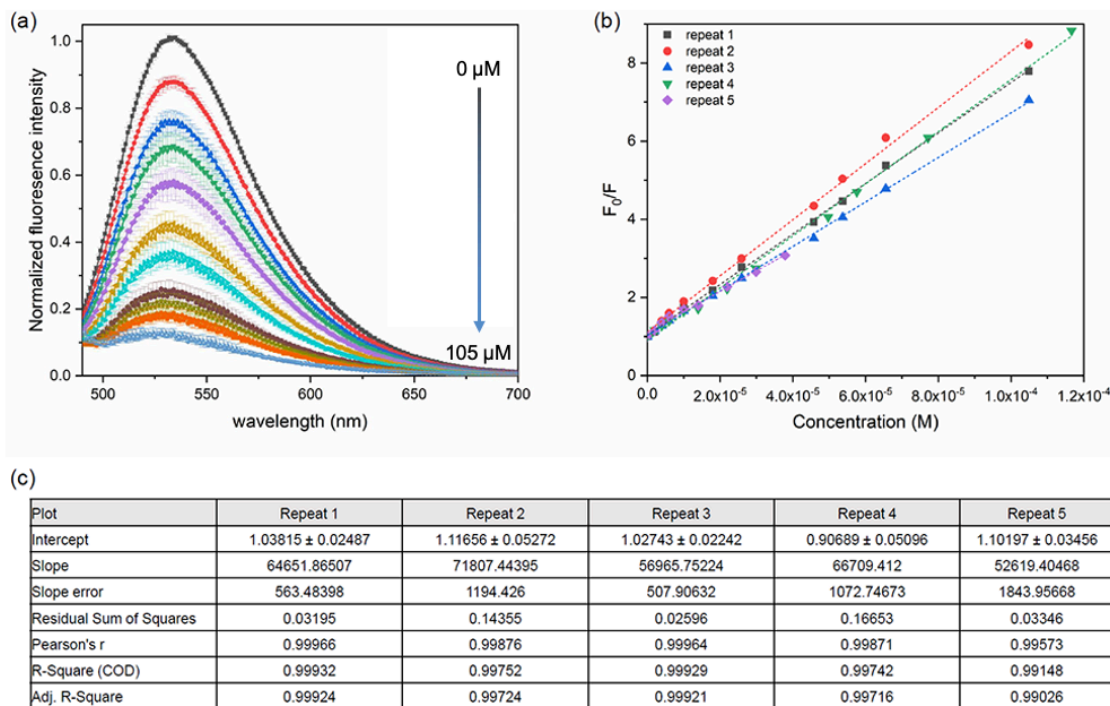 (a)
1.0
0.8
0.6
0.4
0.2
0.0
Normalized fluoresence intensity
0 µM
105 µM
500 550 600 650 700
wavelength (nm)
(b)
repeat 1
repeat 2
repeat 3
repeat 4
repeat 5
8
6
4
2
0
F₀/F
0.0 2.0x10⁻⁵ 4.0x10⁻⁵ 6.0x10⁻⁵ 8.0x10⁻⁵ 1.0x10⁻⁴ 1.2x10⁻⁴
Concentration (M)
(c)
Plot Repeat 1 Repeat 2 Repeat 3 Repeat 4 Repeat 5
Intercept 1.03815 ± 0.02487 1.11656 ± 0.05272 1.02743 ± 0.02242 0.90689 ± 0.05096 1.10197 ± 0.03456
Slope 64651.86507 71807.44395 56965.75224 66709.412 52619.40468
Slope error 563.48398 1194.426 507.90632 1072.74673 1843.95668
Residual Sum of Squares 0.03195 0.14355 0.02596 0.16653 0.03346
Pearson's r 0.99966 0.99876 0.99964 0.99871 0.99573
R-Square (COD) 0.99932 0.99752 0.99929 0.99742 0.99148
Adj. R-Square 0.99924 0.99724 0.99921 0.99716 0.99026